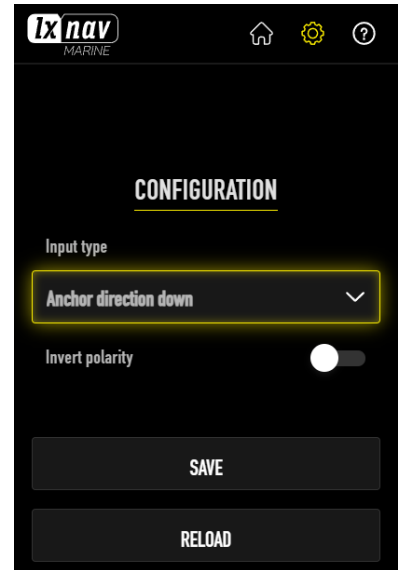 lx nav
MARINE
?
CONFIGURATION
Input type
Anchor direction down
Invert polarity
SAVE
RELOAD